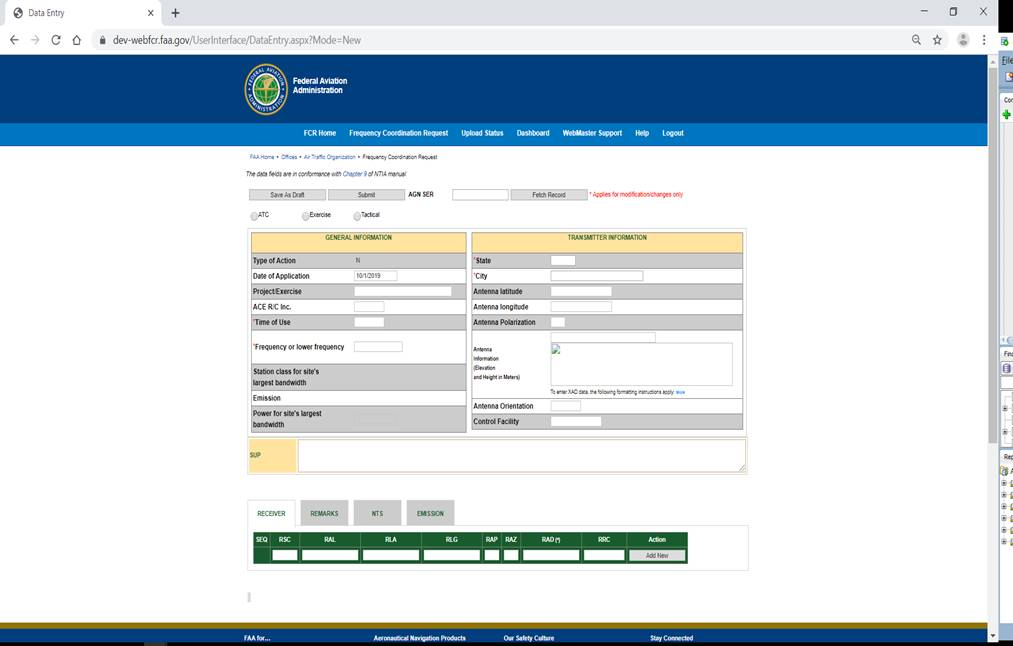 Data Entry
dev-webfcr.faa.gov/UserInterface/DataEntry.aspx?Mode=New
File
Federal Aviation
Administration
FCR Home Frequency Coordination Request Upload Status Dashboard WebMaster Support Help Logout
FAA Home Offices Air Traffic Organization Frequency Coordination Request
The data fields are in conformance with Chapter 9 of NTIA manual
Save As Draft Submit AGN SER Fetch Record * Applies for modification/changes only
ATC Exercise Tactical
GENERAL INFORMATION
Type of Action N
Date of Application 10/1/2019
Project/Exercise
ACE R/C Inc.
*Time of Use
*Frequency or lower frequency
Station class for site's
largest bandwidth
Emission
Power for site's largest
bandwidth
TRANSMITTER INFORMATION
*State
*City
Antenna latitude
Antenna longitude
Antenna Polarization
Antenna
Information
(Elevation
and Height in Meters)
To enter XAD data, the following formatting instructions apply:
Antenna Orientation
Control Facility
SUP
RECEIVER REMARKS NTS EMISSION
SEQ RSC RAL RLA RLG RAP RAZ RAD (*) RRC Action
Add New
FAA for... Aeronautical Navigation Products Our Safety Culture Stay Connected